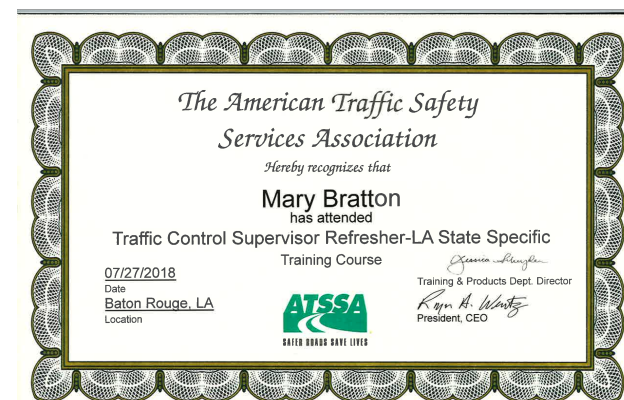 The American Traffic Safety
Services Association
Hereby recognizes that
Mary Bratton
has attended
Traffic Control Supervisor Refresher-LA State Specific
Training Course
07/27/2018
Date
Baton Rouge, LA
Location
ATSSA
SAFER ROADS SAVE LIVES
Training & Products Dept. Director
President, CEO